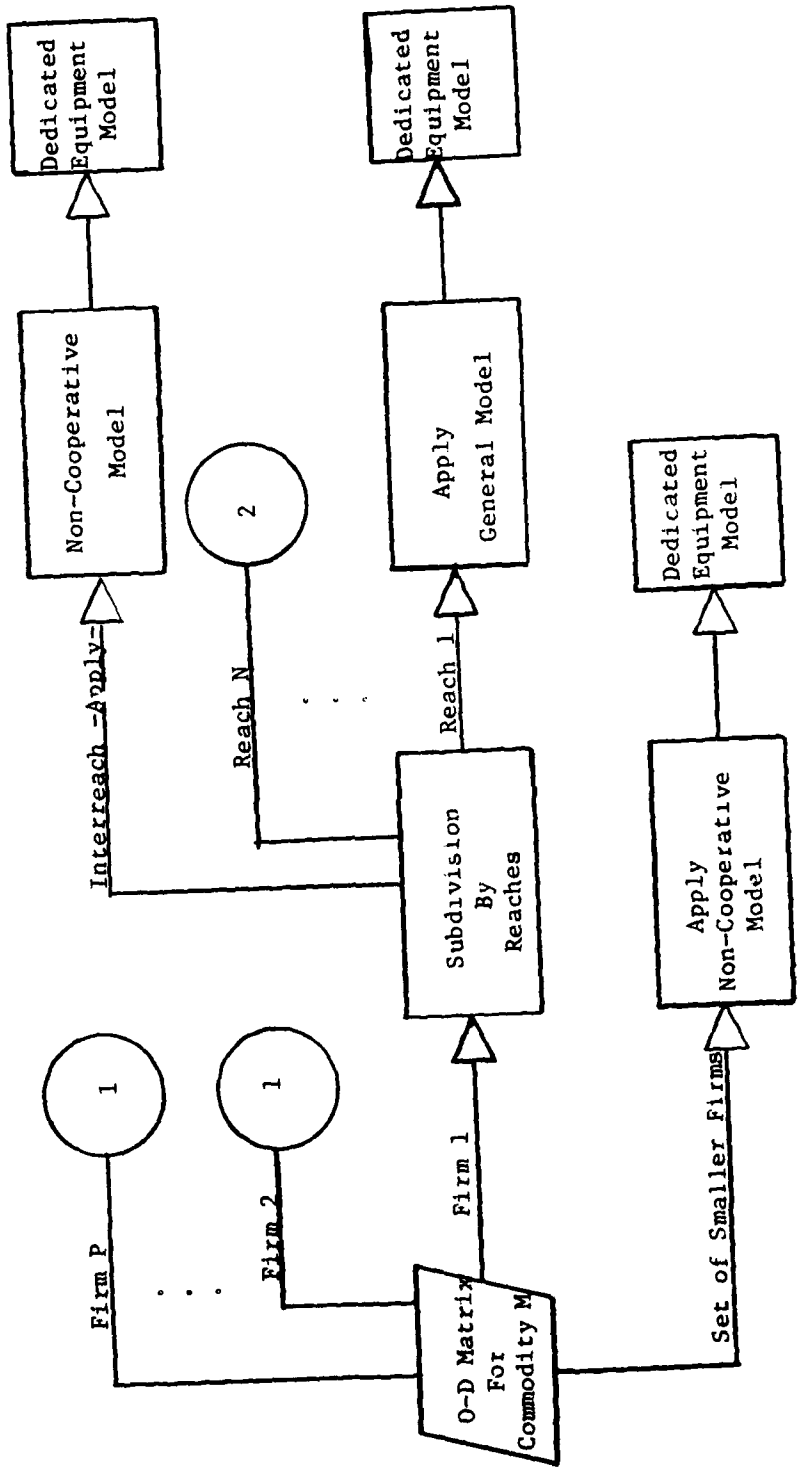 Firm P
1
Firm 2
1
O-D Matrix
For
Commodity M
Firm 1
Set of Smaller Firms
Subdivision
By
Reaches
Interreach -Apply-
Reach N
2
Reach 1
Non-Cooperative
Model
Dedicated
Equipment
Model
Apply
General Model
Dedicated
Equipment
Model
Apply
Non-Cooperative
Model
Dedicated
Equipment
Model